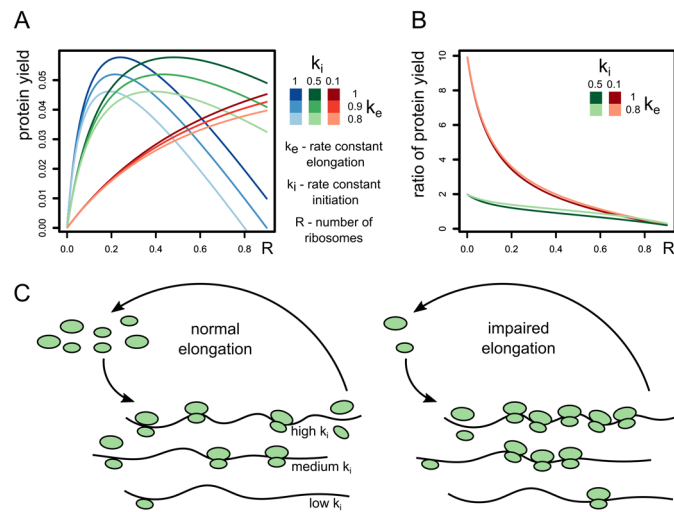 A
protein yield
0.00
0.01
0.02
0.03
0.04
0.05
0.0 0.2 0.4 0.6 0.8 R
kᵢ
1 0.5 0.1
1
0.9 kₑ
0.8
kₑ - rate constant
elongation
kᵢ - rate constant
initiation
R - number of
ribosomes
B
ratio of protein yield
10
8
6
4
2
0
0.0 0.2 0.4 0.6 0.8 R
kᵢ
0.5 0.1
1
0.8 kₑ
C
normal
elongation
high kᵢ
medium kᵢ
low kᵢ
impaired
elongation